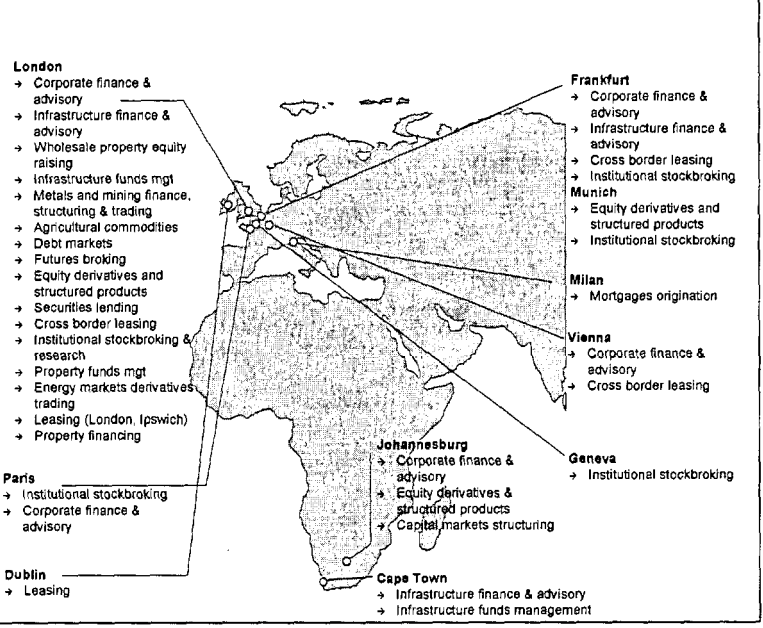 London
→ Corporate finance &
advisory
→ Infrastructure finance &
advisory
→ Wholesale property equity
raising
→ Infrastructure funds mgt
→ Metals and mining finance,
structuring & trading
→ Agricultural commodities
→ Debt markets
→ Futures broking
→ Equity derivatives and
structured products
→ Securities lending
→ Cross border leasing
→ Institutional stockbroking &
research
→ Property funds mgt
→ Energy markets derivatives
trading
→ Leasing (London, Ipswich)
→ Property financing
Paris
→ Institutional stockbroking
→ Corporate finance &
advisory
Dublin
→ Leasing
Frankfurt
→ Corporate finance &
advisory
→ Infrastructure finance &
advisory
→ Cross border leasing
→ Institutional stockbroking
Munich
→ Equity derivatives and
structured products
→ Institutional stockbroking
Milan
→ Mortgages origination
Vienna
→ Corporate finance &
advisory
→ Cross border leasing
Geneva
→ Institutional stockbroking
Johannesburg
→ Corporate finance &
advisory
→ Equity derivatives &
structured products
→ Capital markets structuring
Cape Town
→ Infrastructure finance & advisory
→ Infrastructure funds management